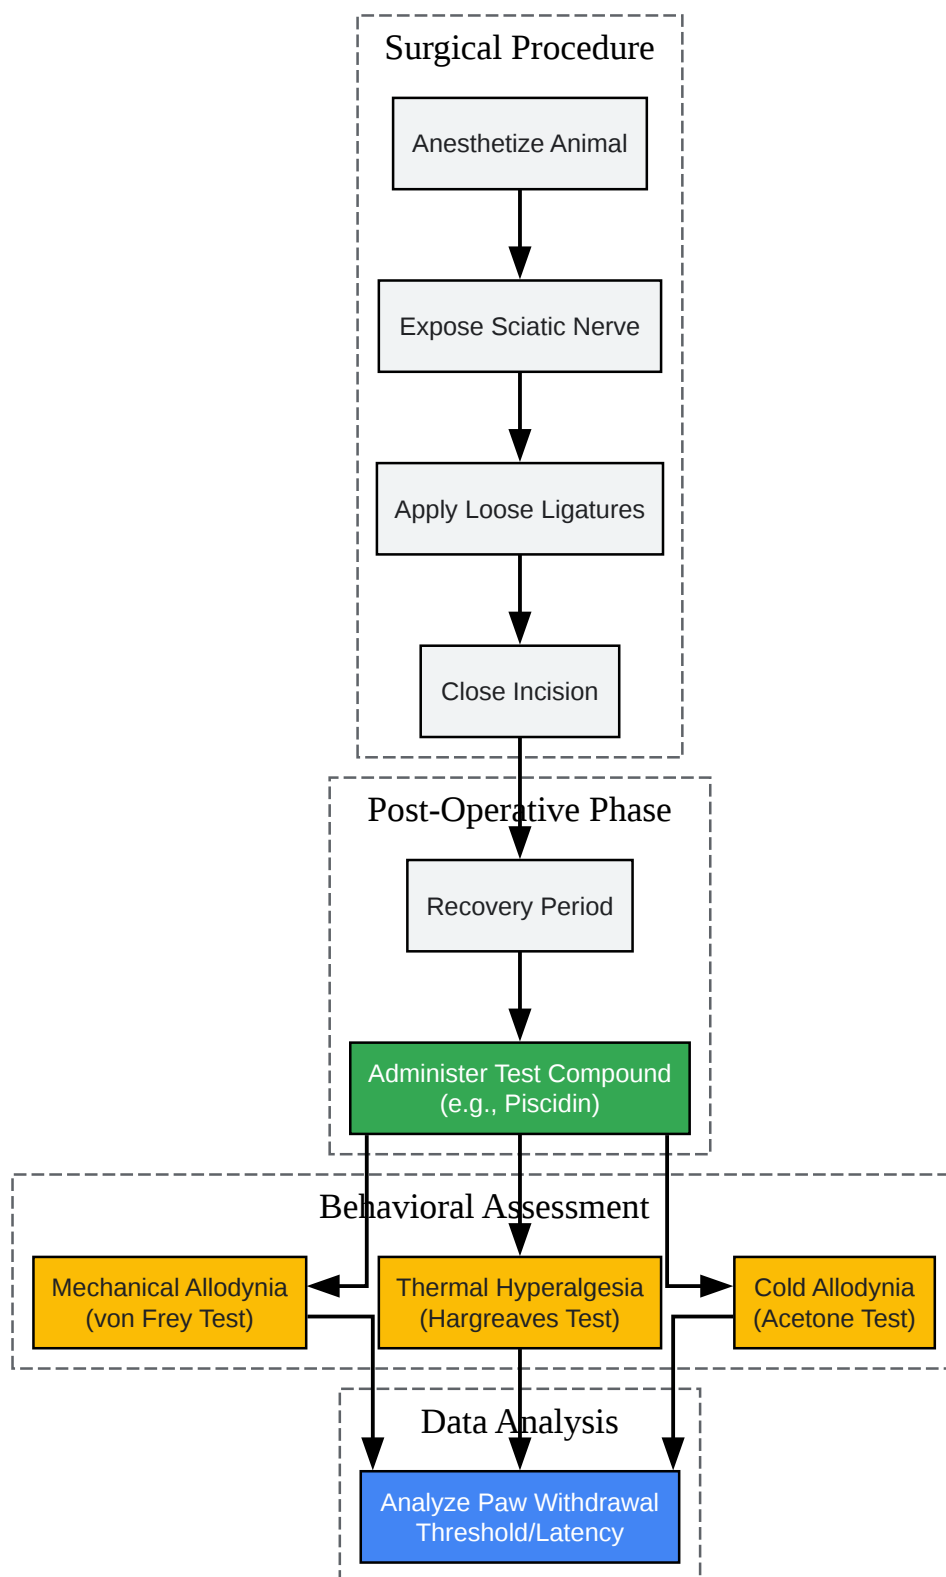 Surgical Procedure
Anesthetize Animal
Expose Sciatic Nerve
Apply Loose Ligatures
Close Incision
Post-Operative Phase
Recovery Period
Administer Test Compound
(e.g., Piscidin)
Behavioral Assessment
Mechanical Allodynia
(von Frey Test)
Thermal Hyperalgesia
(Hargreaves Test)
Cold Allodynia
(Acetone Test)
Data Analysis
Analyze Paw Withdrawal
Threshold/Latency